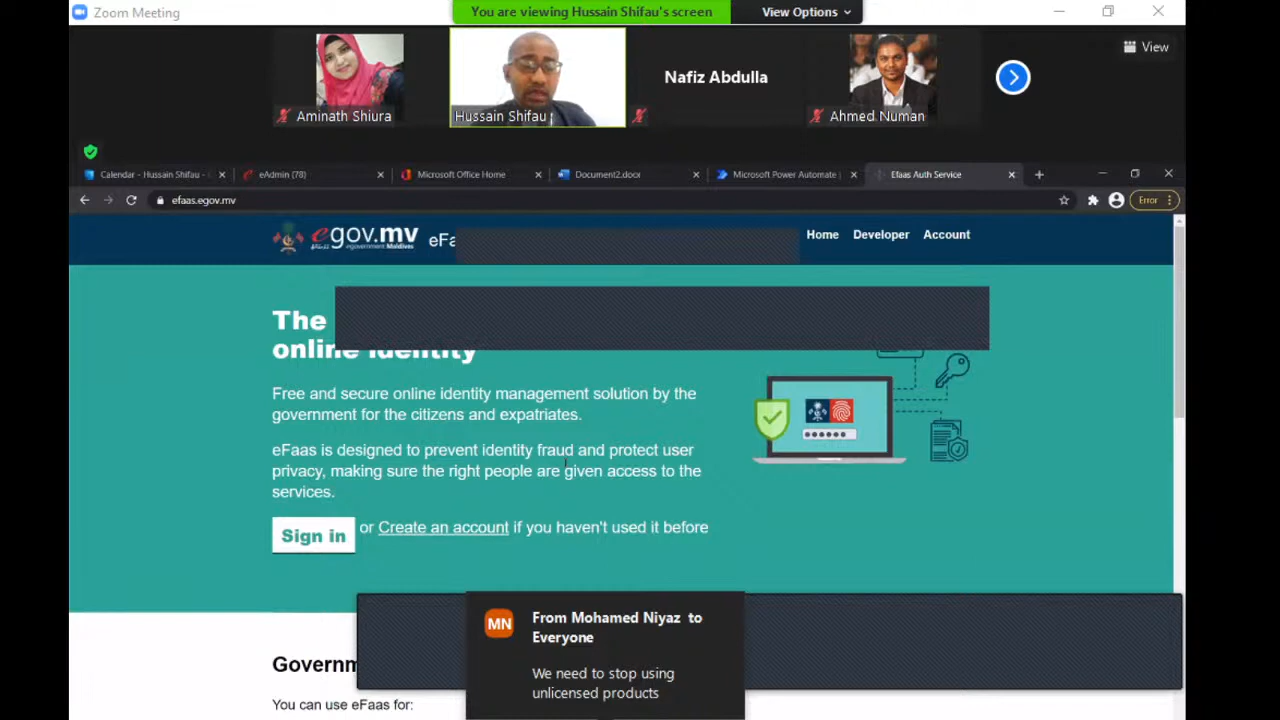 Zoom Meeting
You are viewing Hussain Shifau's screen
View Options
View
Aminath Shiura
Hussain Shifau
Nafiz Abdulla
Ahmed Numan
Calendar - Hussain Shifau -
eAdmin (78)
Microsoft Office Home
Document2.docx
Microsoft Power Automate |
Efaas Auth Service
efaas.egov.mv
Error
egov.mv
eFa
Home
Developer
Account
The
online identity
Free and secure online identity management solution by the
government for the citizens and expatriates.
eFaas is designed to prevent identity fraud and protect user
privacy, making sure the right people are given access to the
services.
Sign in or Create an account if you haven't used it before
MN
From Mohamed Niyaz to
Everyone
We need to stop using
unlicensed products
Governm
You can use eFaas for: